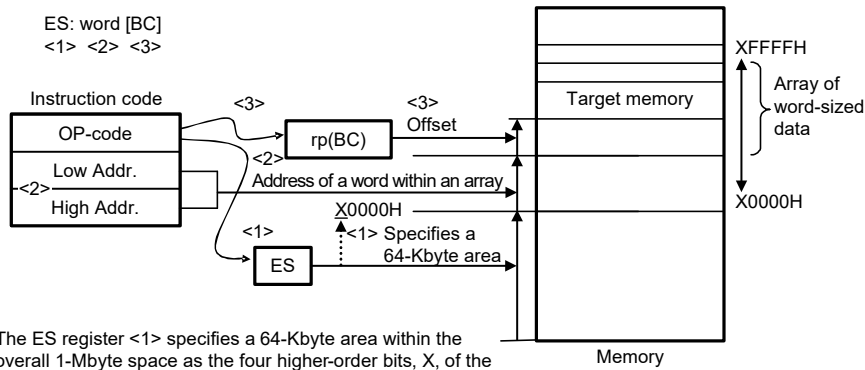 ES: word [BC]
<1> <2> <3>
XFFFFH
Array of
word-sized
data
Instruction code
<3>
<3>
Target memory
OP-code
rp(BC)
Offset
<2>
Low Addr.
<2>
Address of a word within an array
High Addr.
X0000H
X0000H
<1>
<1> Specifies a
64-Kbyte area
ES
The ES register <1> specifies a 64-Kbyte area within the
overall 1-Mbyte space as the four higher-order bits, X, of the
Memory